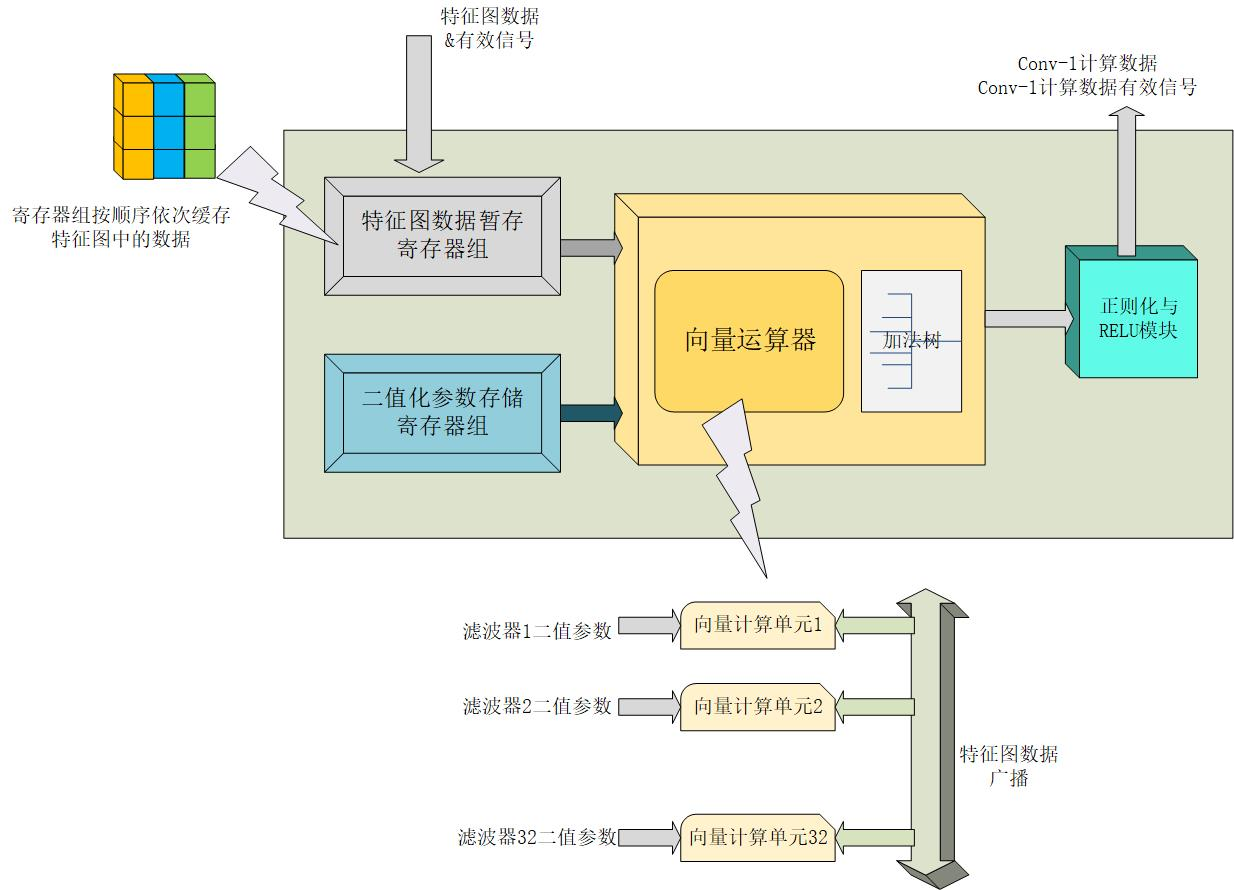 特征图数据
&有效信号
Conv-1计算数据
Conv-1计算数据有效信号
寄存器组按顺序依次缓存
特征图中的数据
特征图数据暂存
寄存器组
二值化参数存储
寄存器组
向量运算器
加法树
正则化与
RELU模块
滤波器1二值参数
向量计算单元1
滤波器2二值参数
向量计算单元2
特征图数据
广播
滤波器32二值参数
向量计算单元32